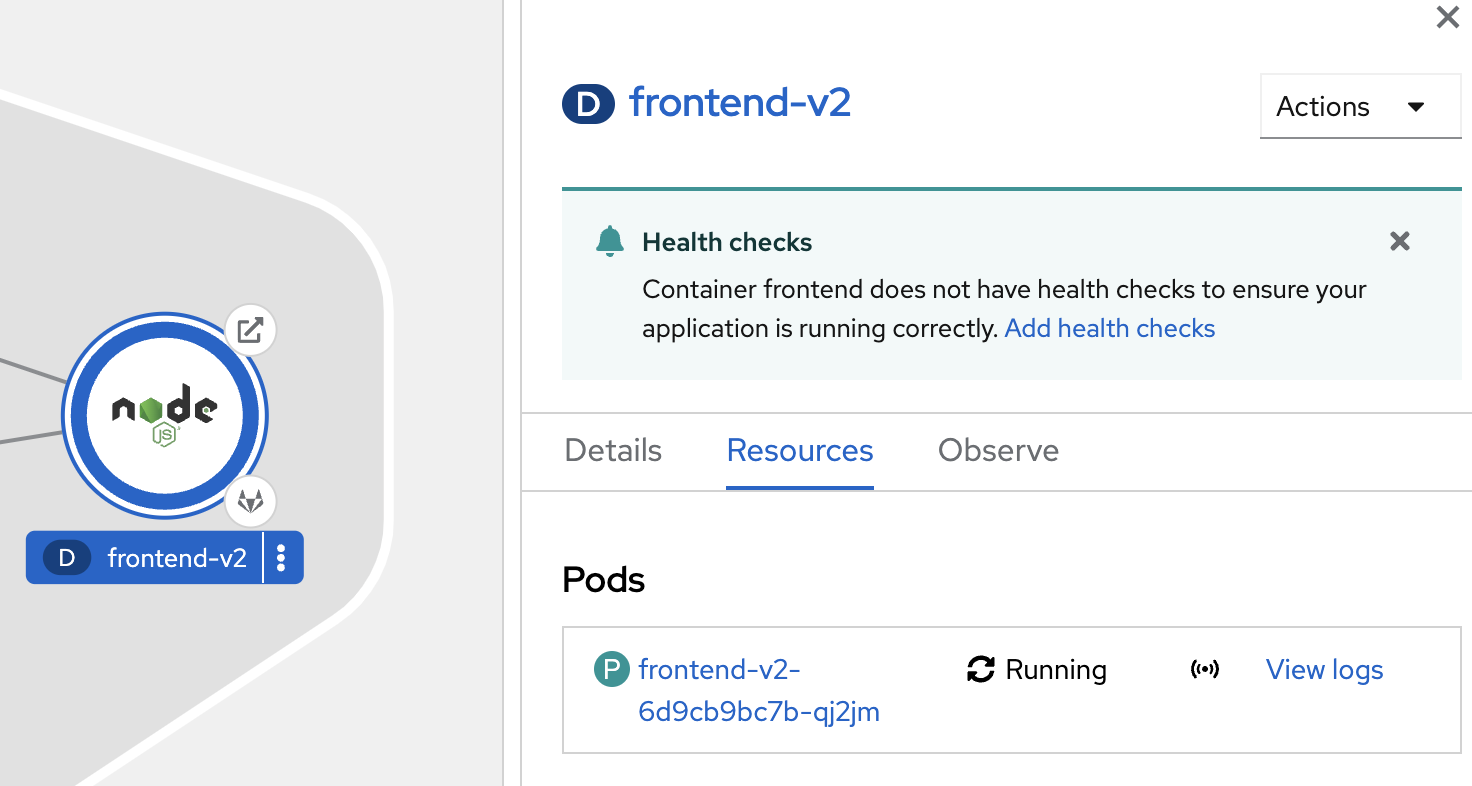 D frontend-v2
Actions
Health checks
Container frontend does not have health checks to ensure your
application is running correctly. Add health checks
node
JS
D frontend-v2
Details Resources Observe
Pods
P frontend-v2- Running View logs
6d9cb9bc7b-qj2jm